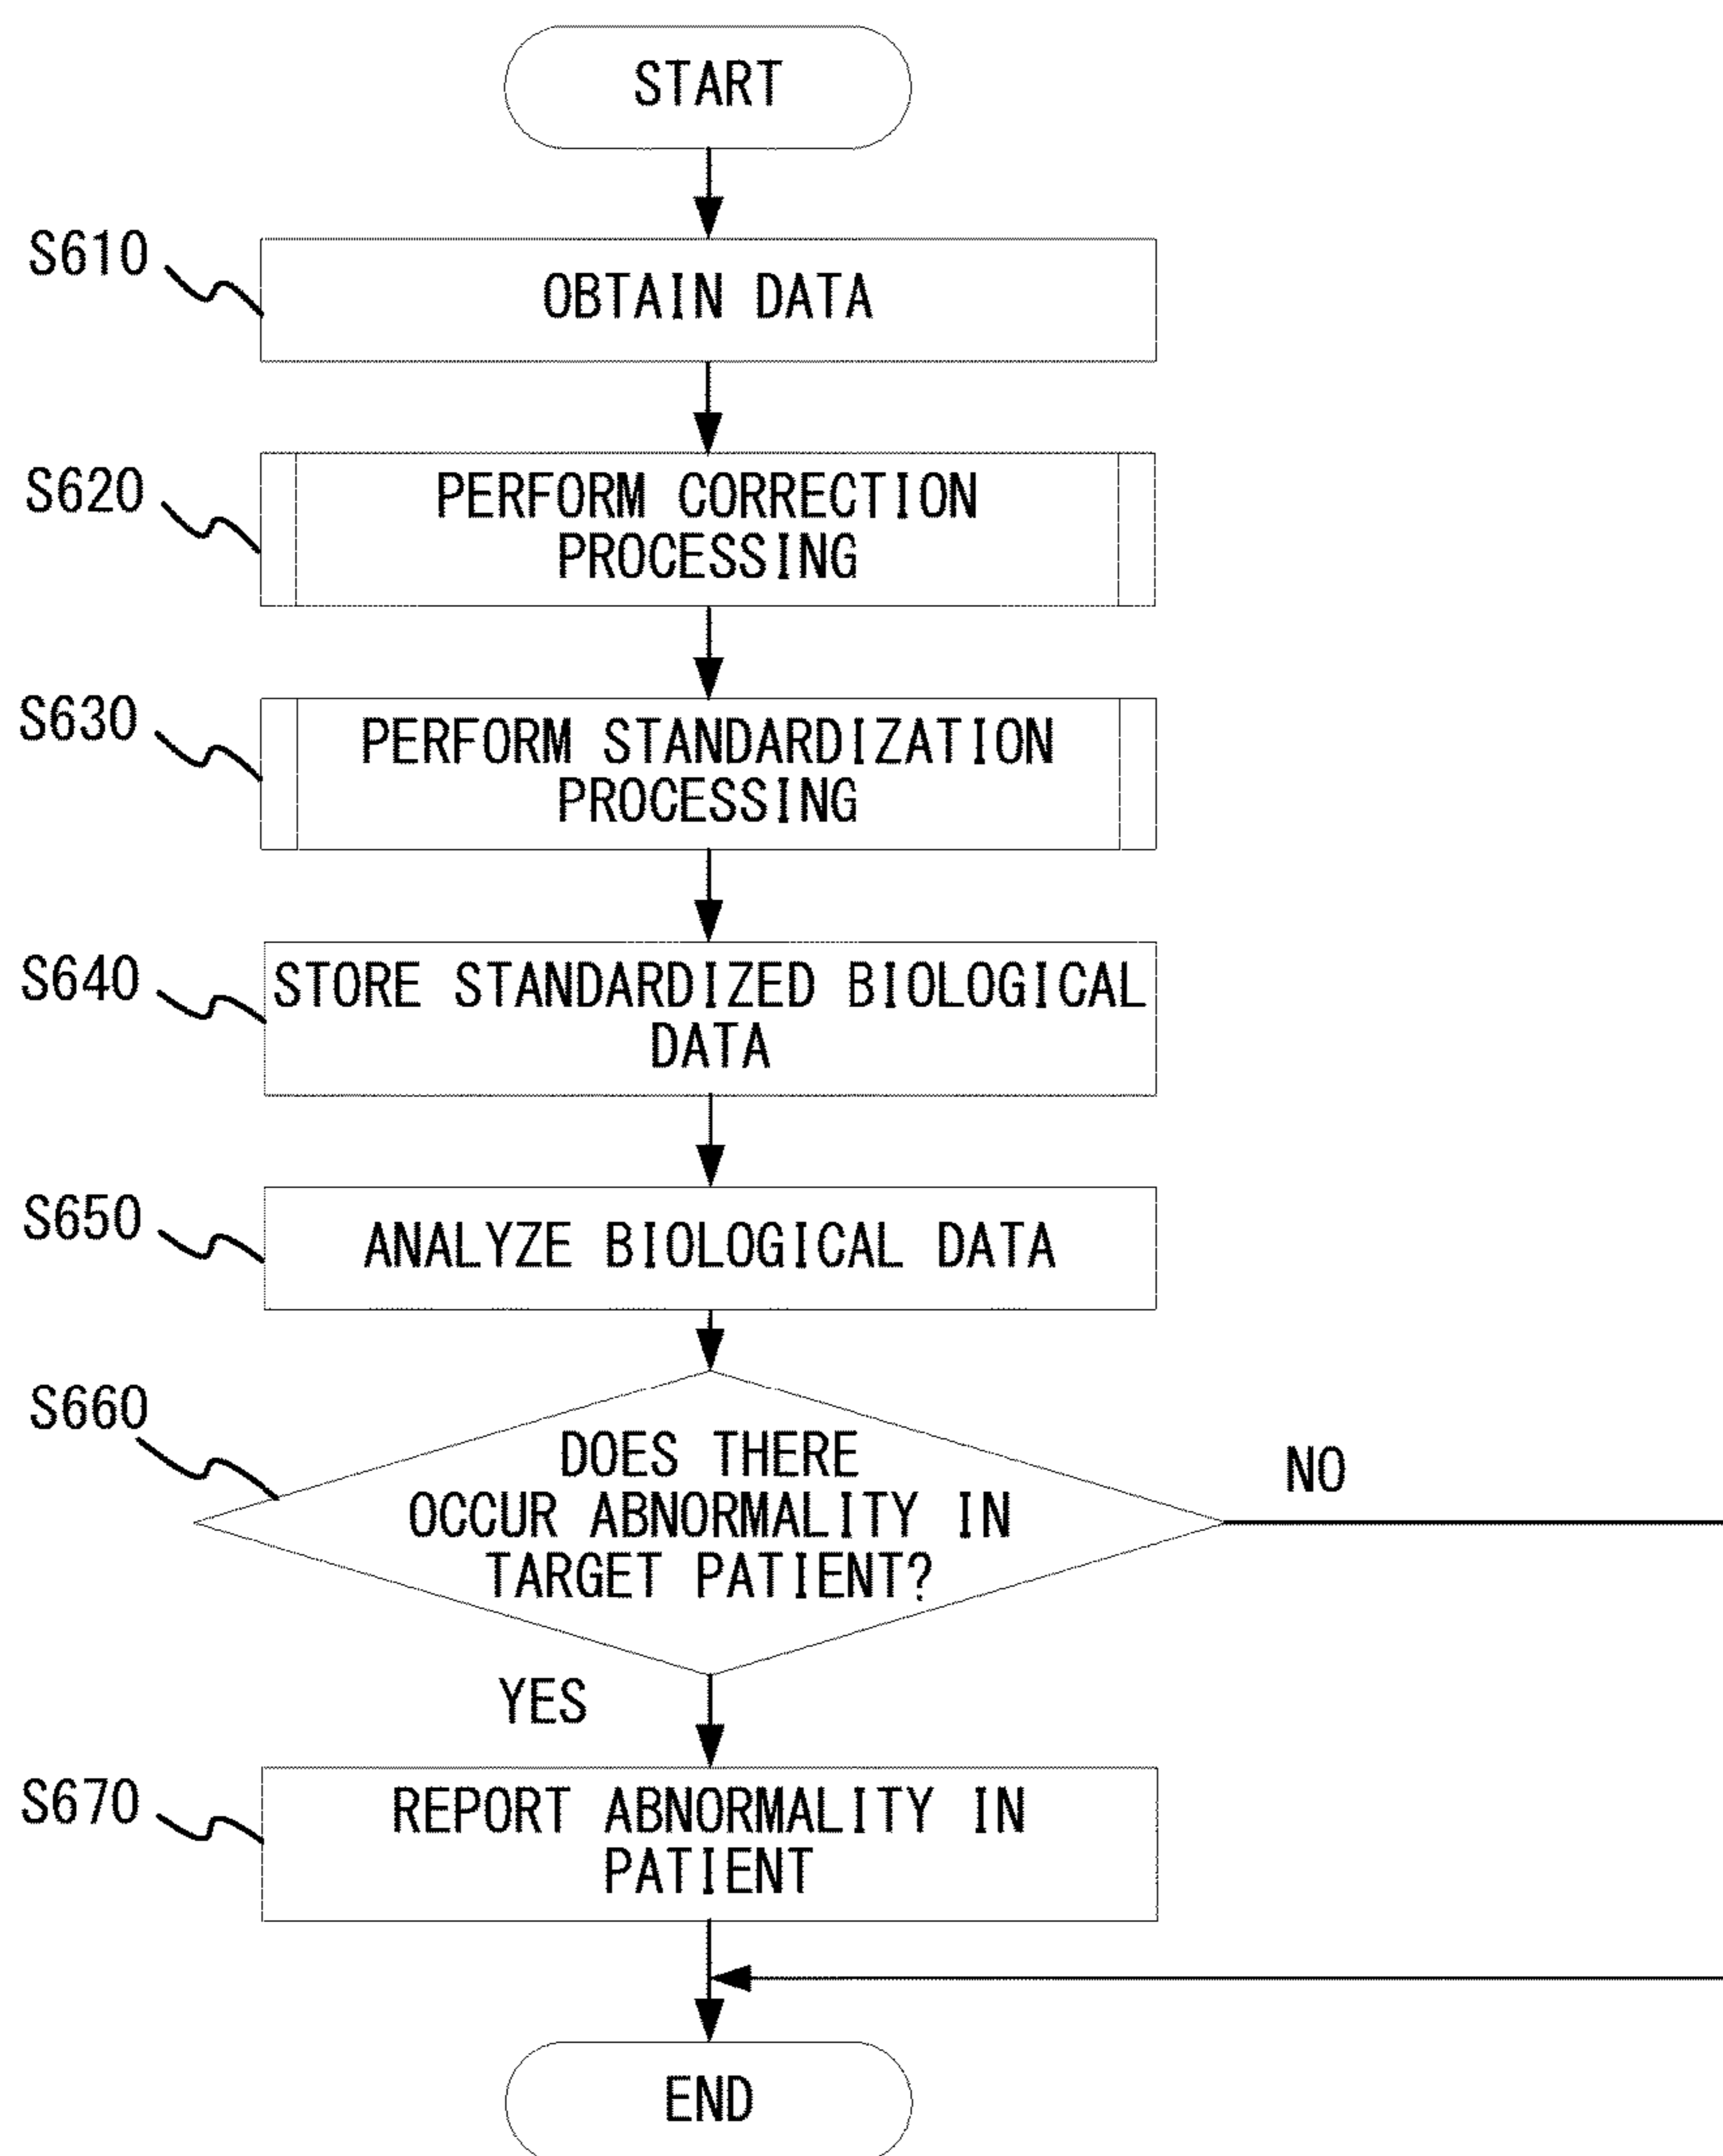 START
S610
OBTAIN DATA
S620
PERFORM CORRECTION
PROCESSING
S630
PERFORM STANDARDIZATION
PROCESSING
S640
STORE STANDARDIZED BIOLOGICAL
DATA
S650
ANALYZE BIOLOGICAL DATA
S660
DOES THERE
OCCUR ABNORMALITY IN
TARGET PATIENT?
NO
YES
S670
REPORT ABNORMALITY IN
PATIENT
END